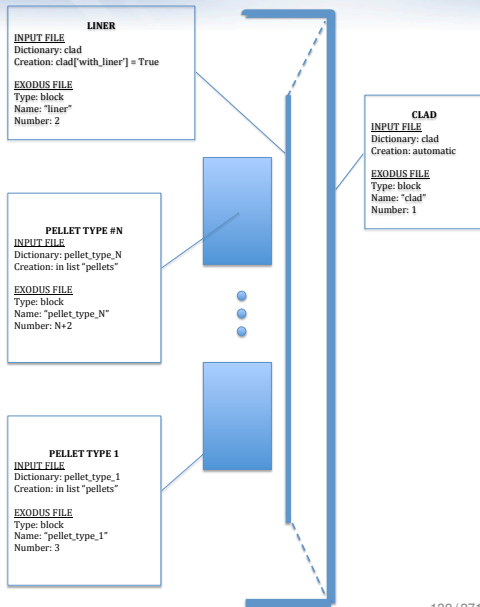 LINER
INPUT FILE
Dictionary: clad
Creation: clad['with_liner'] = True
EXODUS FILE
Type: block
Name: “liner”
Number: 2
CLAD
INPUT FILE
Dictionary: clad
Creation: automatic
EXODUS FILE
Type: block
Name: “clad”
Number: 1
PELLET TYPE #N
INPUT FILE
Dictionary: pellet_type_N
Creation: in list “pellets”
EXODUS FILE
Type: block
Name: “pellet_type_N”
Number: N+2
PELLET TYPE 1
INPUT FILE
Dictionary: pellet_type_1
Creation: in list “pellets”
EXODUS FILE
Type: block
Name: “pellet_type_1”
Number: 3